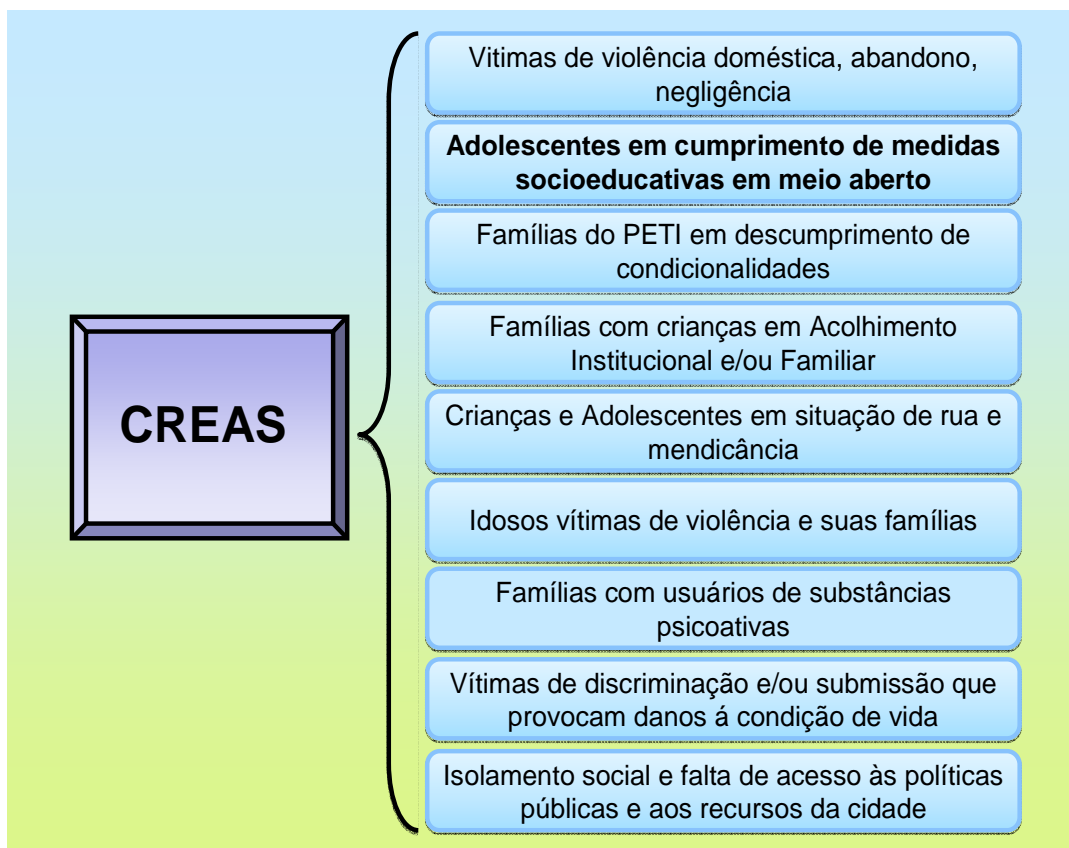 CREAS
Vitimas de violência doméstica, abandono,
negligência
Adolescentes em cumprimento de medidas
socioeducativas em meio aberto
Famílias do PETI em descumprimento de
condicionalidades
Famílias com crianças em Acolhimento
Institucional e/ou Familiar
Crianças e Adolescentes em situação de rua e
mendicância
Idosos vítimas de violência e suas famílias
Famílias com usuários de substâncias
psicoativas
Vítimas de discriminação e/ou submissão que
provocam danos á condição de vida
Isolamento social e falta de acesso às políticas
públicas e aos recursos da cidade